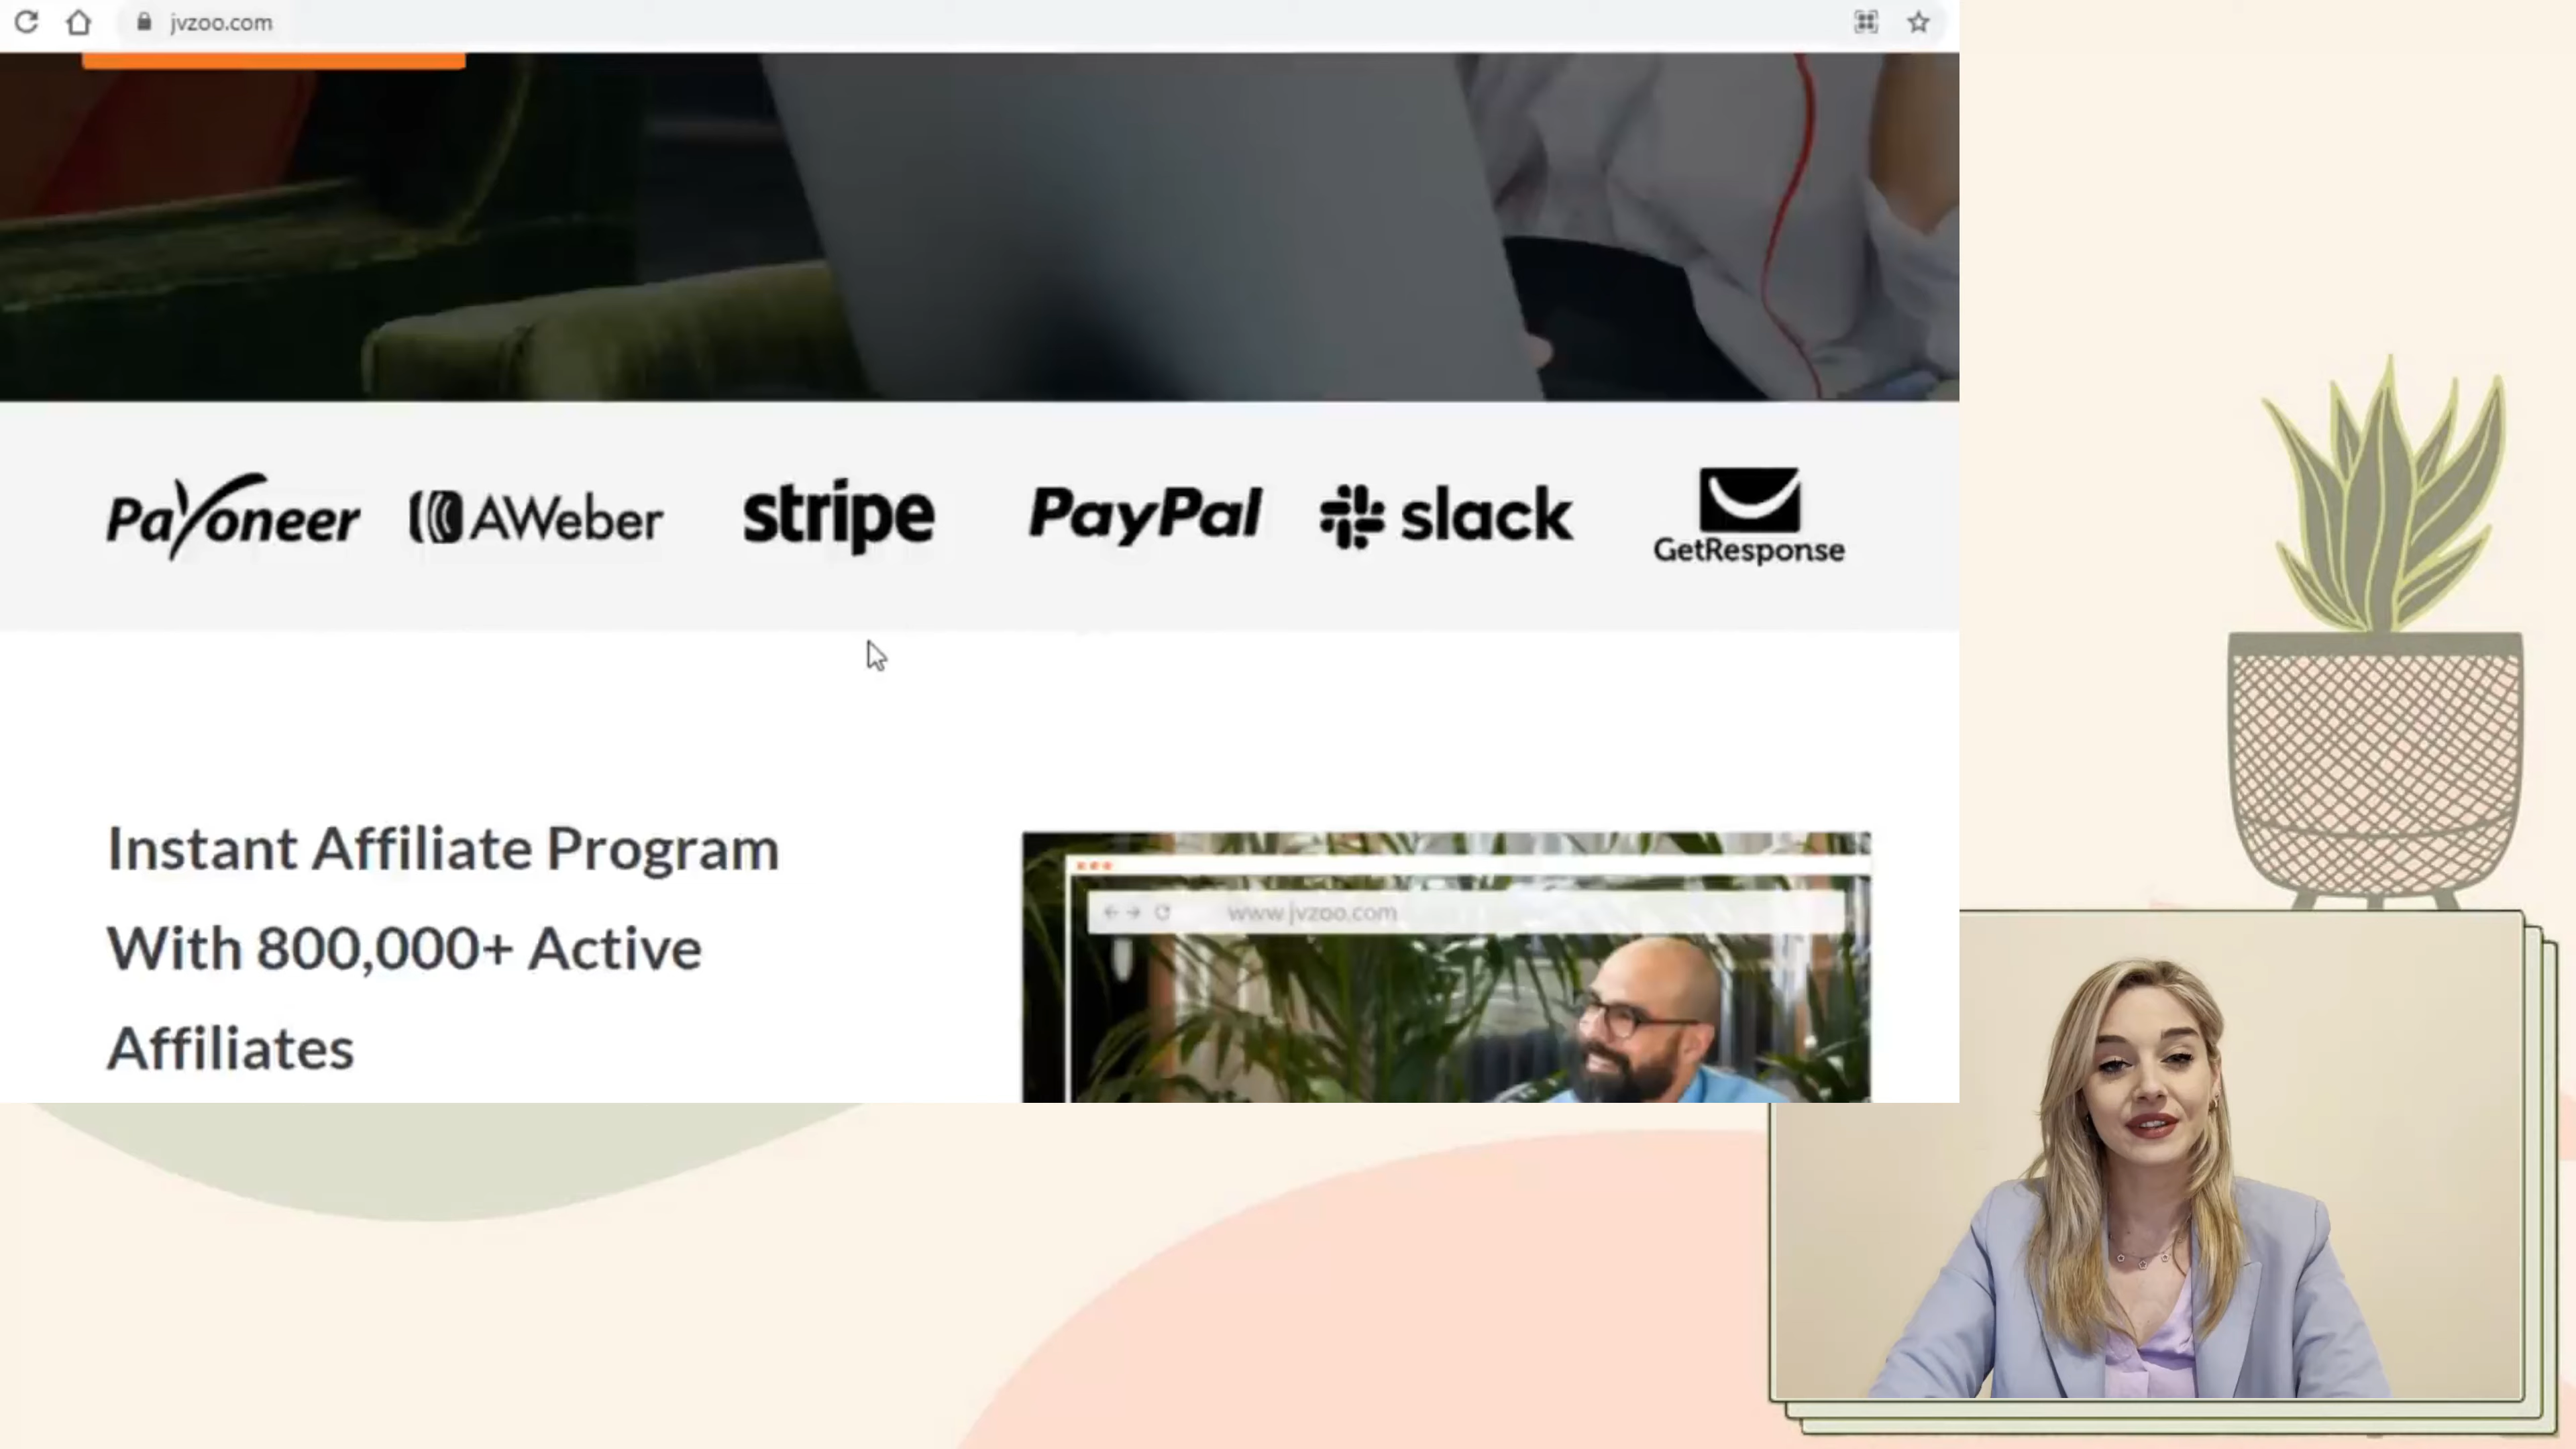 jvzoo.com
Payoneer AWeber stripe PayPal slack GetResponse
Instant Affiliate Program
With 800,000+ Active
Affiliates
www.jvzoo.com